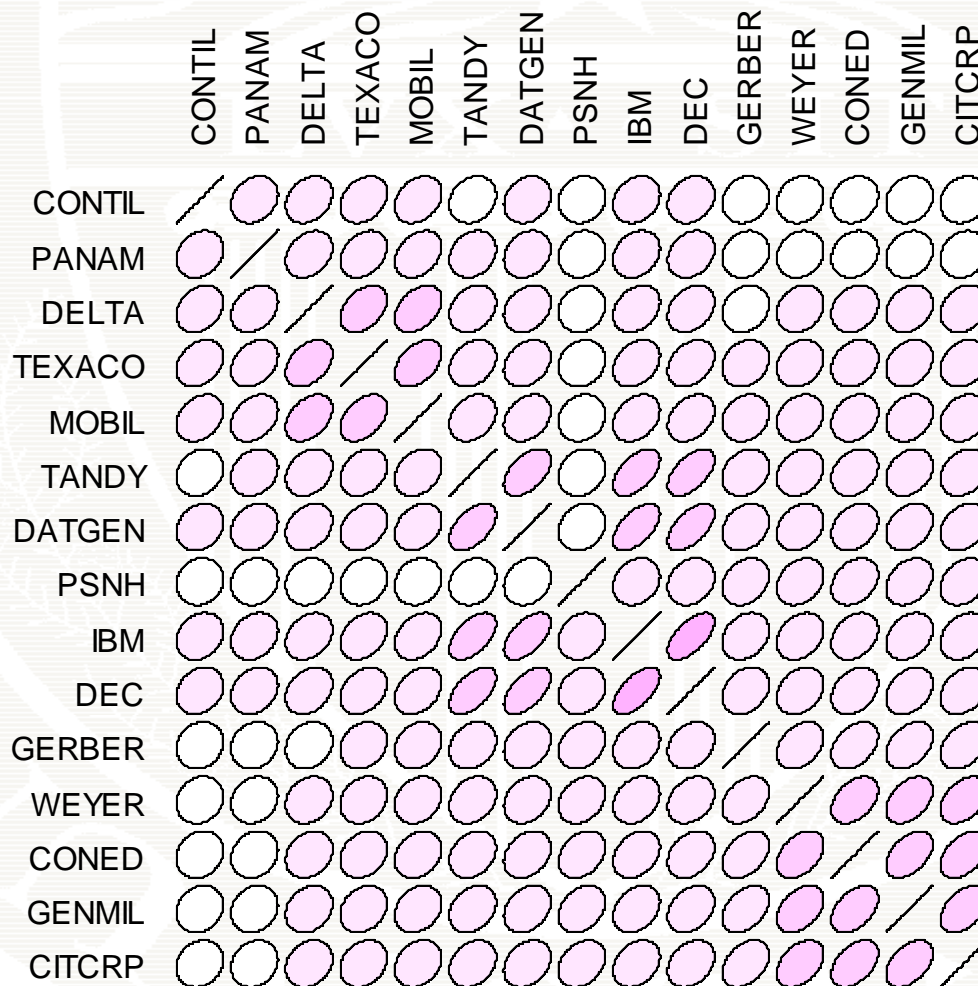 CONTIL
PANAM
DELTA
TEXACO
MOBIL
TANDY
DATGEN
PSNH
IBM
DEC
GERBER
WEYER
CONED
GENMIL
CITCRP
CONTIL
PANAM
DELTA
TEXACO
MOBIL
TANDY
DATGEN
PSNH
IBM
DEC
GERBER
WEYER
CONED
GENMIL
CITCRP